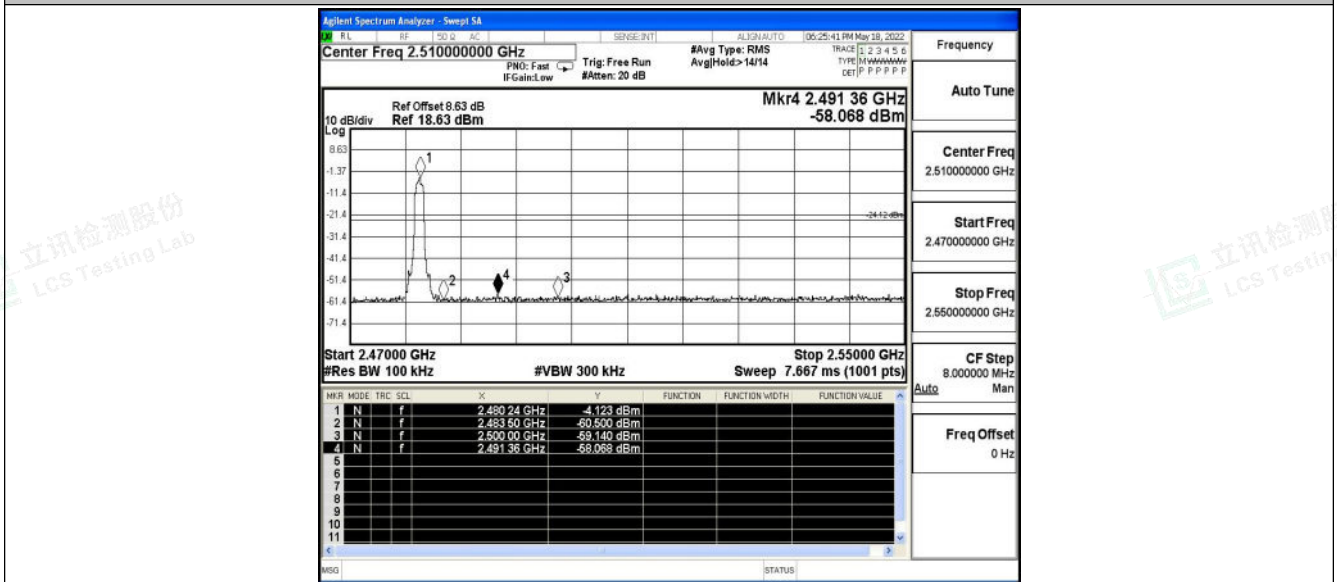 Agilent Spectrum Analyzer - Swept SA
RL RF 50 Ω AC SENSE:INT ALIGNAUTO 06:25:41 PM May 18, 2022
Center Freq 2.510000000 GHz
PNO: Fast
IFGain:Low
Trig: Free Run
#Atten: 20 dB
#Avg Type: RMS
Avg|Hold:>14/14
TRACE 1 2 3 4 5 6
TYPE M WWWWW
DET P P P P P P
Frequency
Auto Tune
Center Freq
2.510000000 GHz
Start Freq
2.470000000 GHz
Stop Freq
2.550000000 GHz
CF Step
8.000000 MHz
Auto Man
Freq Offset
0 Hz
Mkr4 2.491 36 GHz
-58.068 dBm
Ref Offset 8.63 dB
10 dB/div Ref 18.63 dBm
Log
8.63
-1.37
-11.4
-21.4
-31.4
-41.4
-51.4
-61.4
-71.4
-24.12 dBm
1
2
4
3
Start 2.47000 GHz Stop 2.55000 GHz
#Res BW 100 kHz #VBW 300 kHz Sweep 7.667 ms (1001 pts)
MKR MODE TRC SCL X Y FUNCTION FUNCTION WIDTH FUNCTION VALUE
1 N f 2.480 24 GHz -4.123 dBm
2 N f 2.483 50 GHz -60.500 dBm
3 N f 2.500 00 GHz -59.140 dBm
4 N f 2.491 36 GHz -58.068 dBm
5
6
7
8
9
10
11
MSG STATUS
立讯检测股份
LCS Testing Lab
立讯检测
LCS Testin